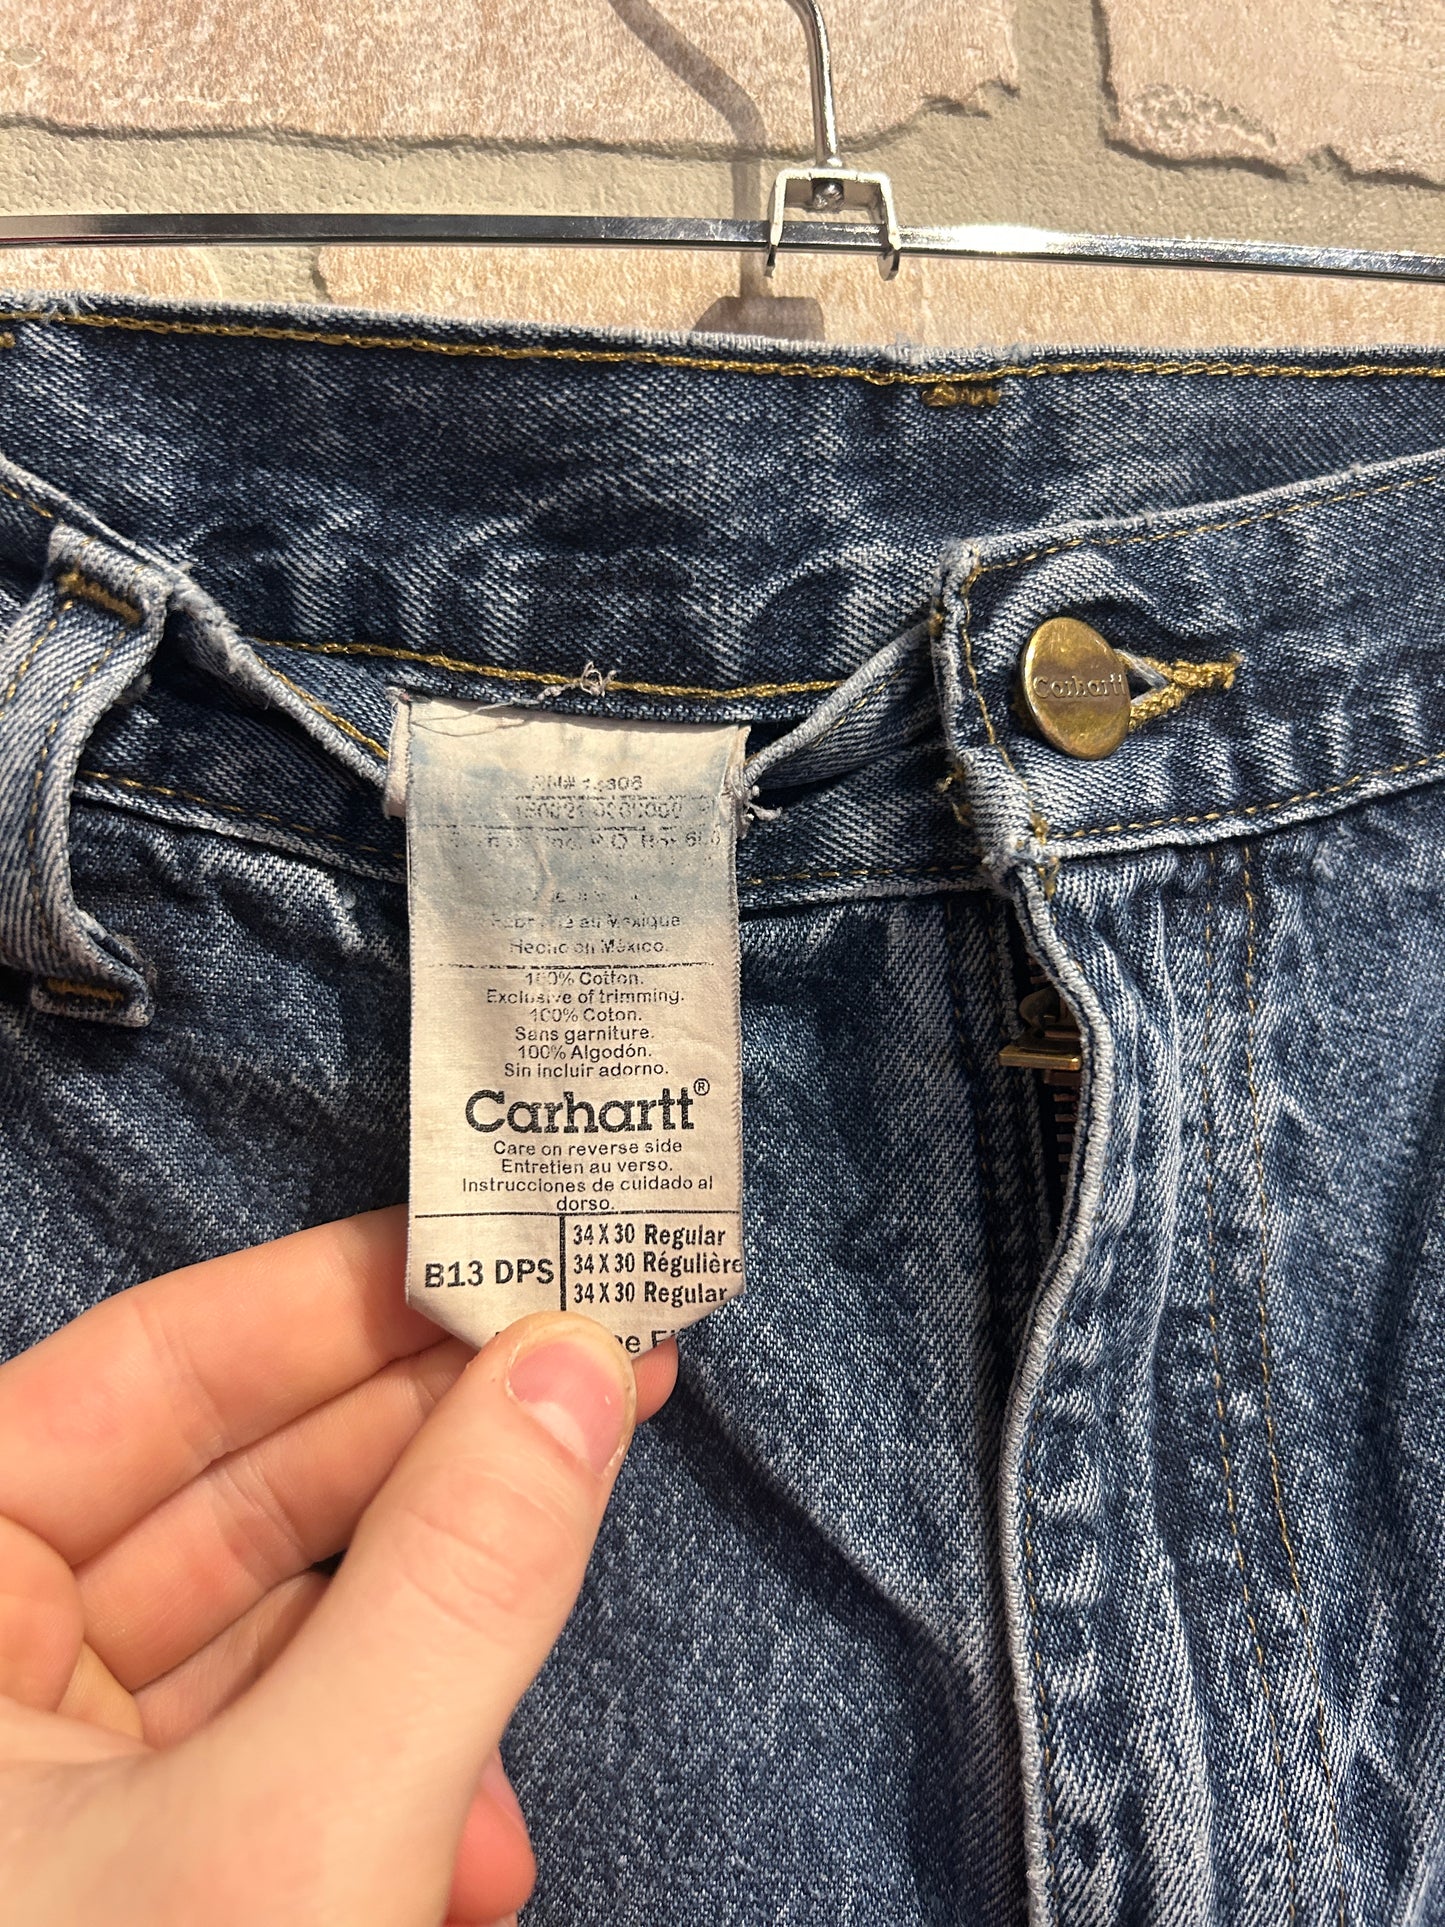 RN#
P.O. Box
Fabriqué au Mexique
Hecho en México.
100% Cotton.
Exclusive of trimming.
100% Coton.
Sans garniture.
100% Algodón.
Sin incluir adorno.
Carhartt®
Care on reverse side
Entretien au verso.
Instrucciones de cuidado al
dorso.
B13 DPS
34 X 30 Regular
34 X 30 Régulière
34 X 30 Regular
Carhartt